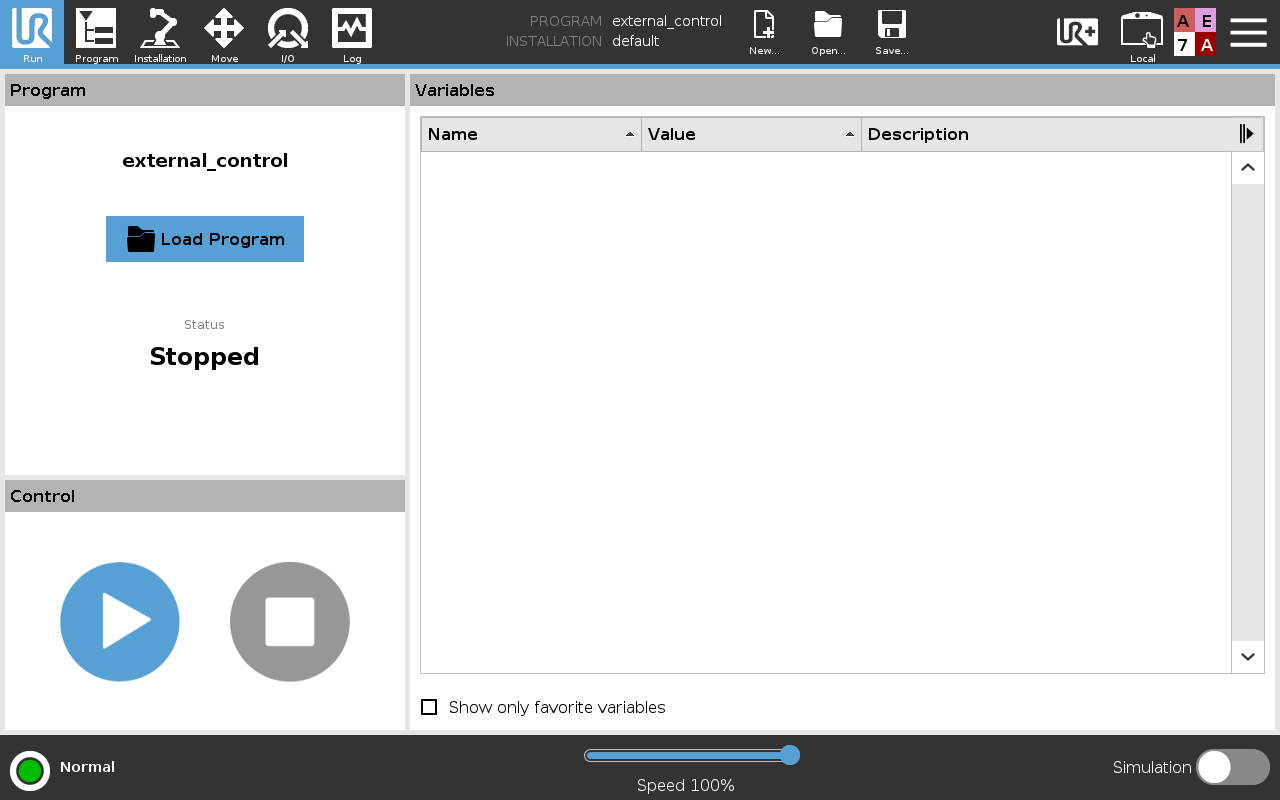 Run
Program
Installation
Move
I/O
Log
PROGRAM external_control
INSTALLATION default
New...
Open...
Save...
UR+
Local
A E
7 A
Program
external_control
Load Program
Status
Stopped
Control
Variables
Name Value Description
Show only favorite variables
Normal
Speed 100%
Simulation